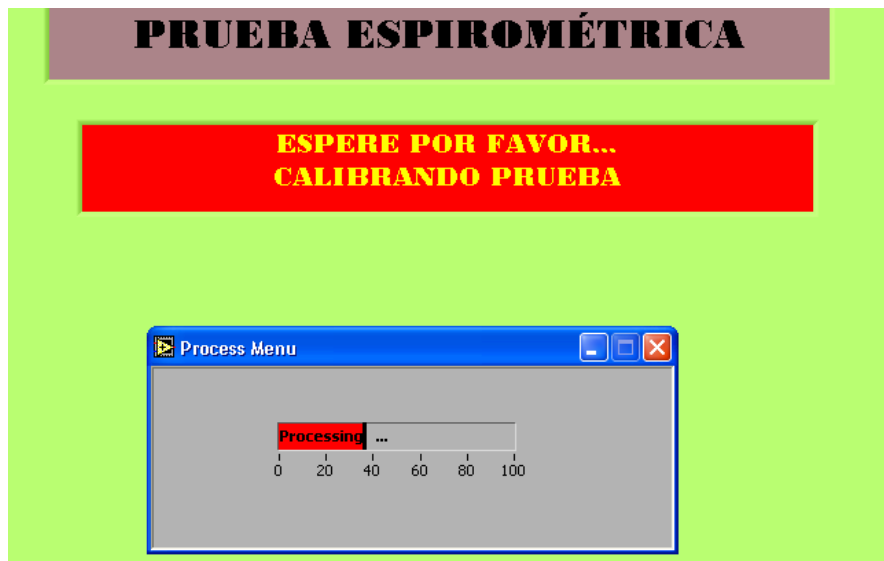 PRUEBA ESPIROMÉTRICA
ESPERE POR FAVOR...
CALIBRANDO PRUEBA
Process Menu
Processing ...
0 20 40 60 80 100